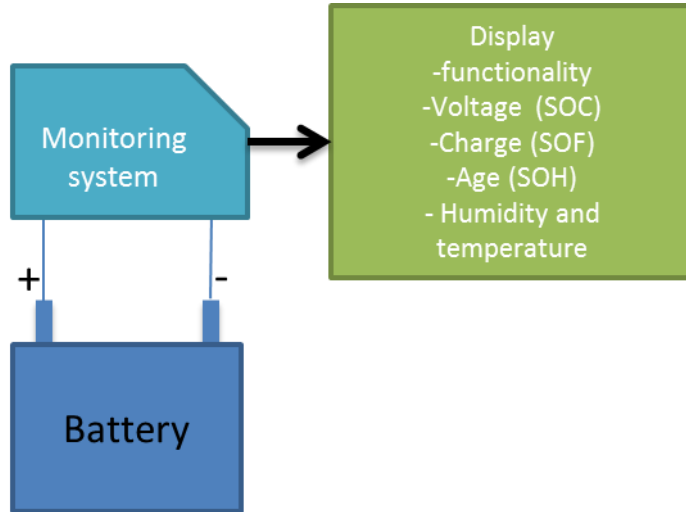 Display
-functionality
-Voltage (SOC)
-Charge (SOF)
-Age (SOH)
- Humidity and
temperature
Monitoring
system
+
-
Battery